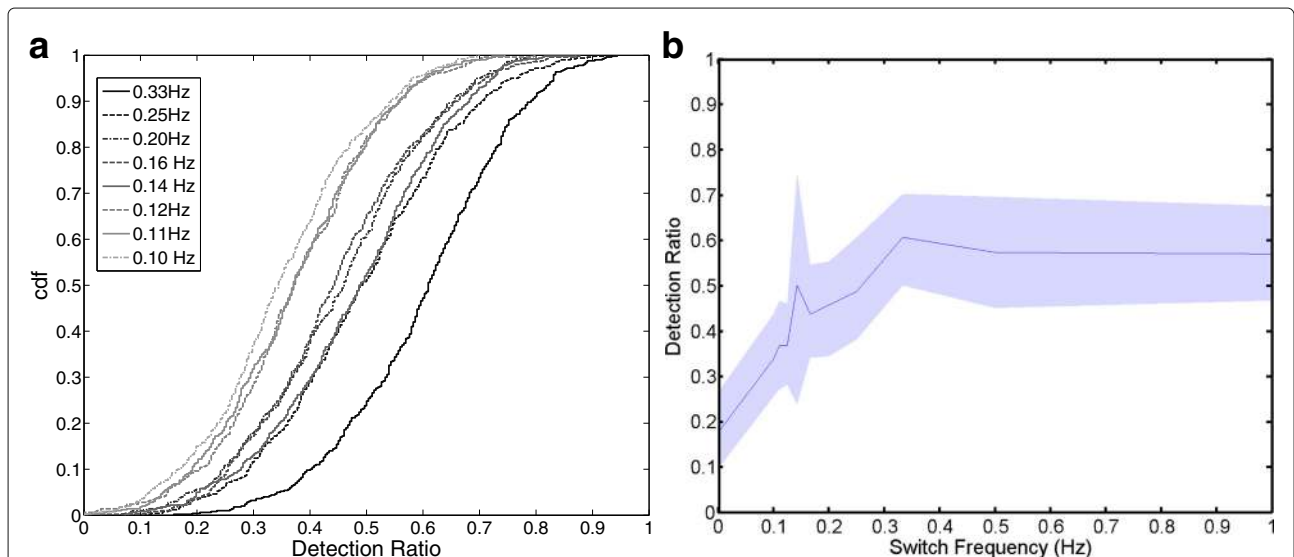 a
1
0.9
0.8
0.7
0.6
0.5
0.4
0.3
0.2
0.1
0
cdf
0.33Hz
0.25Hz
0.20Hz
0.16 Hz
0.14 Hz
0.12Hz
0.11Hz
0.10 Hz
0 0.1 0.2 0.3 0.4 0.5 0.6 0.7 0.8 0.9 1
Detection Ratio
b
1
0.9
0.8
0.7
0.6
0.5
0.4
0.3
0.2
0.1
0
Detection Ratio
0 0.1 0.2 0.3 0.4 0.5 0.6 0.7 0.8 0.9 1
Switch Frequency (Hz)